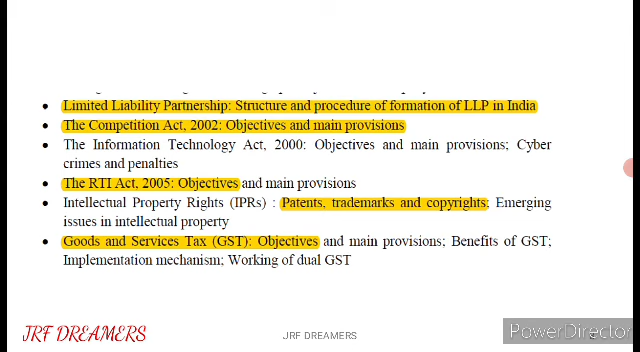 • Limited Liability Partnership: Structure and procedure of formation of LLP in India
• The Competition Act, 2002: Objectives and main provisions
• The Information Technology Act, 2000: Objectives and main provisions; Cyber
crimes and penalties
• The RTI Act, 2005: Objectives and main provisions
• Intellectual Property Rights (IPRs) : Patents, trademarks and copyrights; Emerging
issues in intellectual property
• Goods and Services Tax (GST): Objectives and main provisions; Benefits of GST;
Implementation mechanism; Working of dual GST
JRF DREAMERS JRF DREAMERS PowerDirector